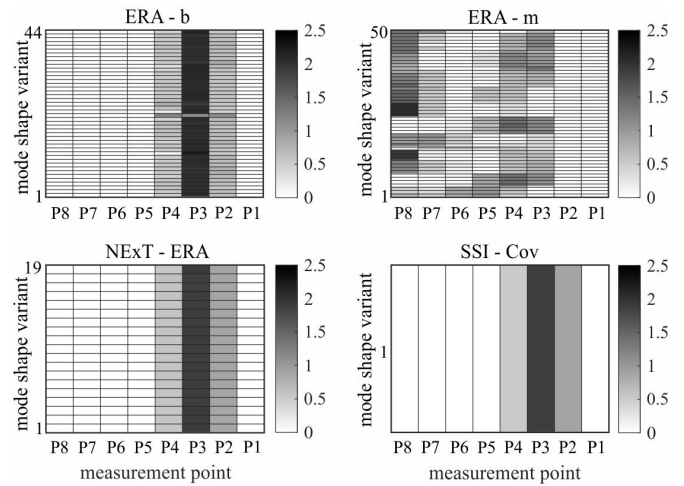 ERA - b
ERA - m
44
mode shape variant
1
P8 P7 P6 P5 P4 P3 P2 P1
2.5
2
1.5
1
0.5
0
50
mode shape variant
1
P8 P7 P6 P5 P4 P3 P2 P1
2.5
2
1.5
1
0.5
0
NExT - ERA
SSI - Cov
19
mode shape variant
1
P8 P7 P6 P5 P4 P3 P2 P1
measurement point
2.5
2
1.5
1
0.5
0
mode shape variant
1
P8 P7 P6 P5 P4 P3 P2 P1
measurement point
2.5
2
1.5
1
0.5
0